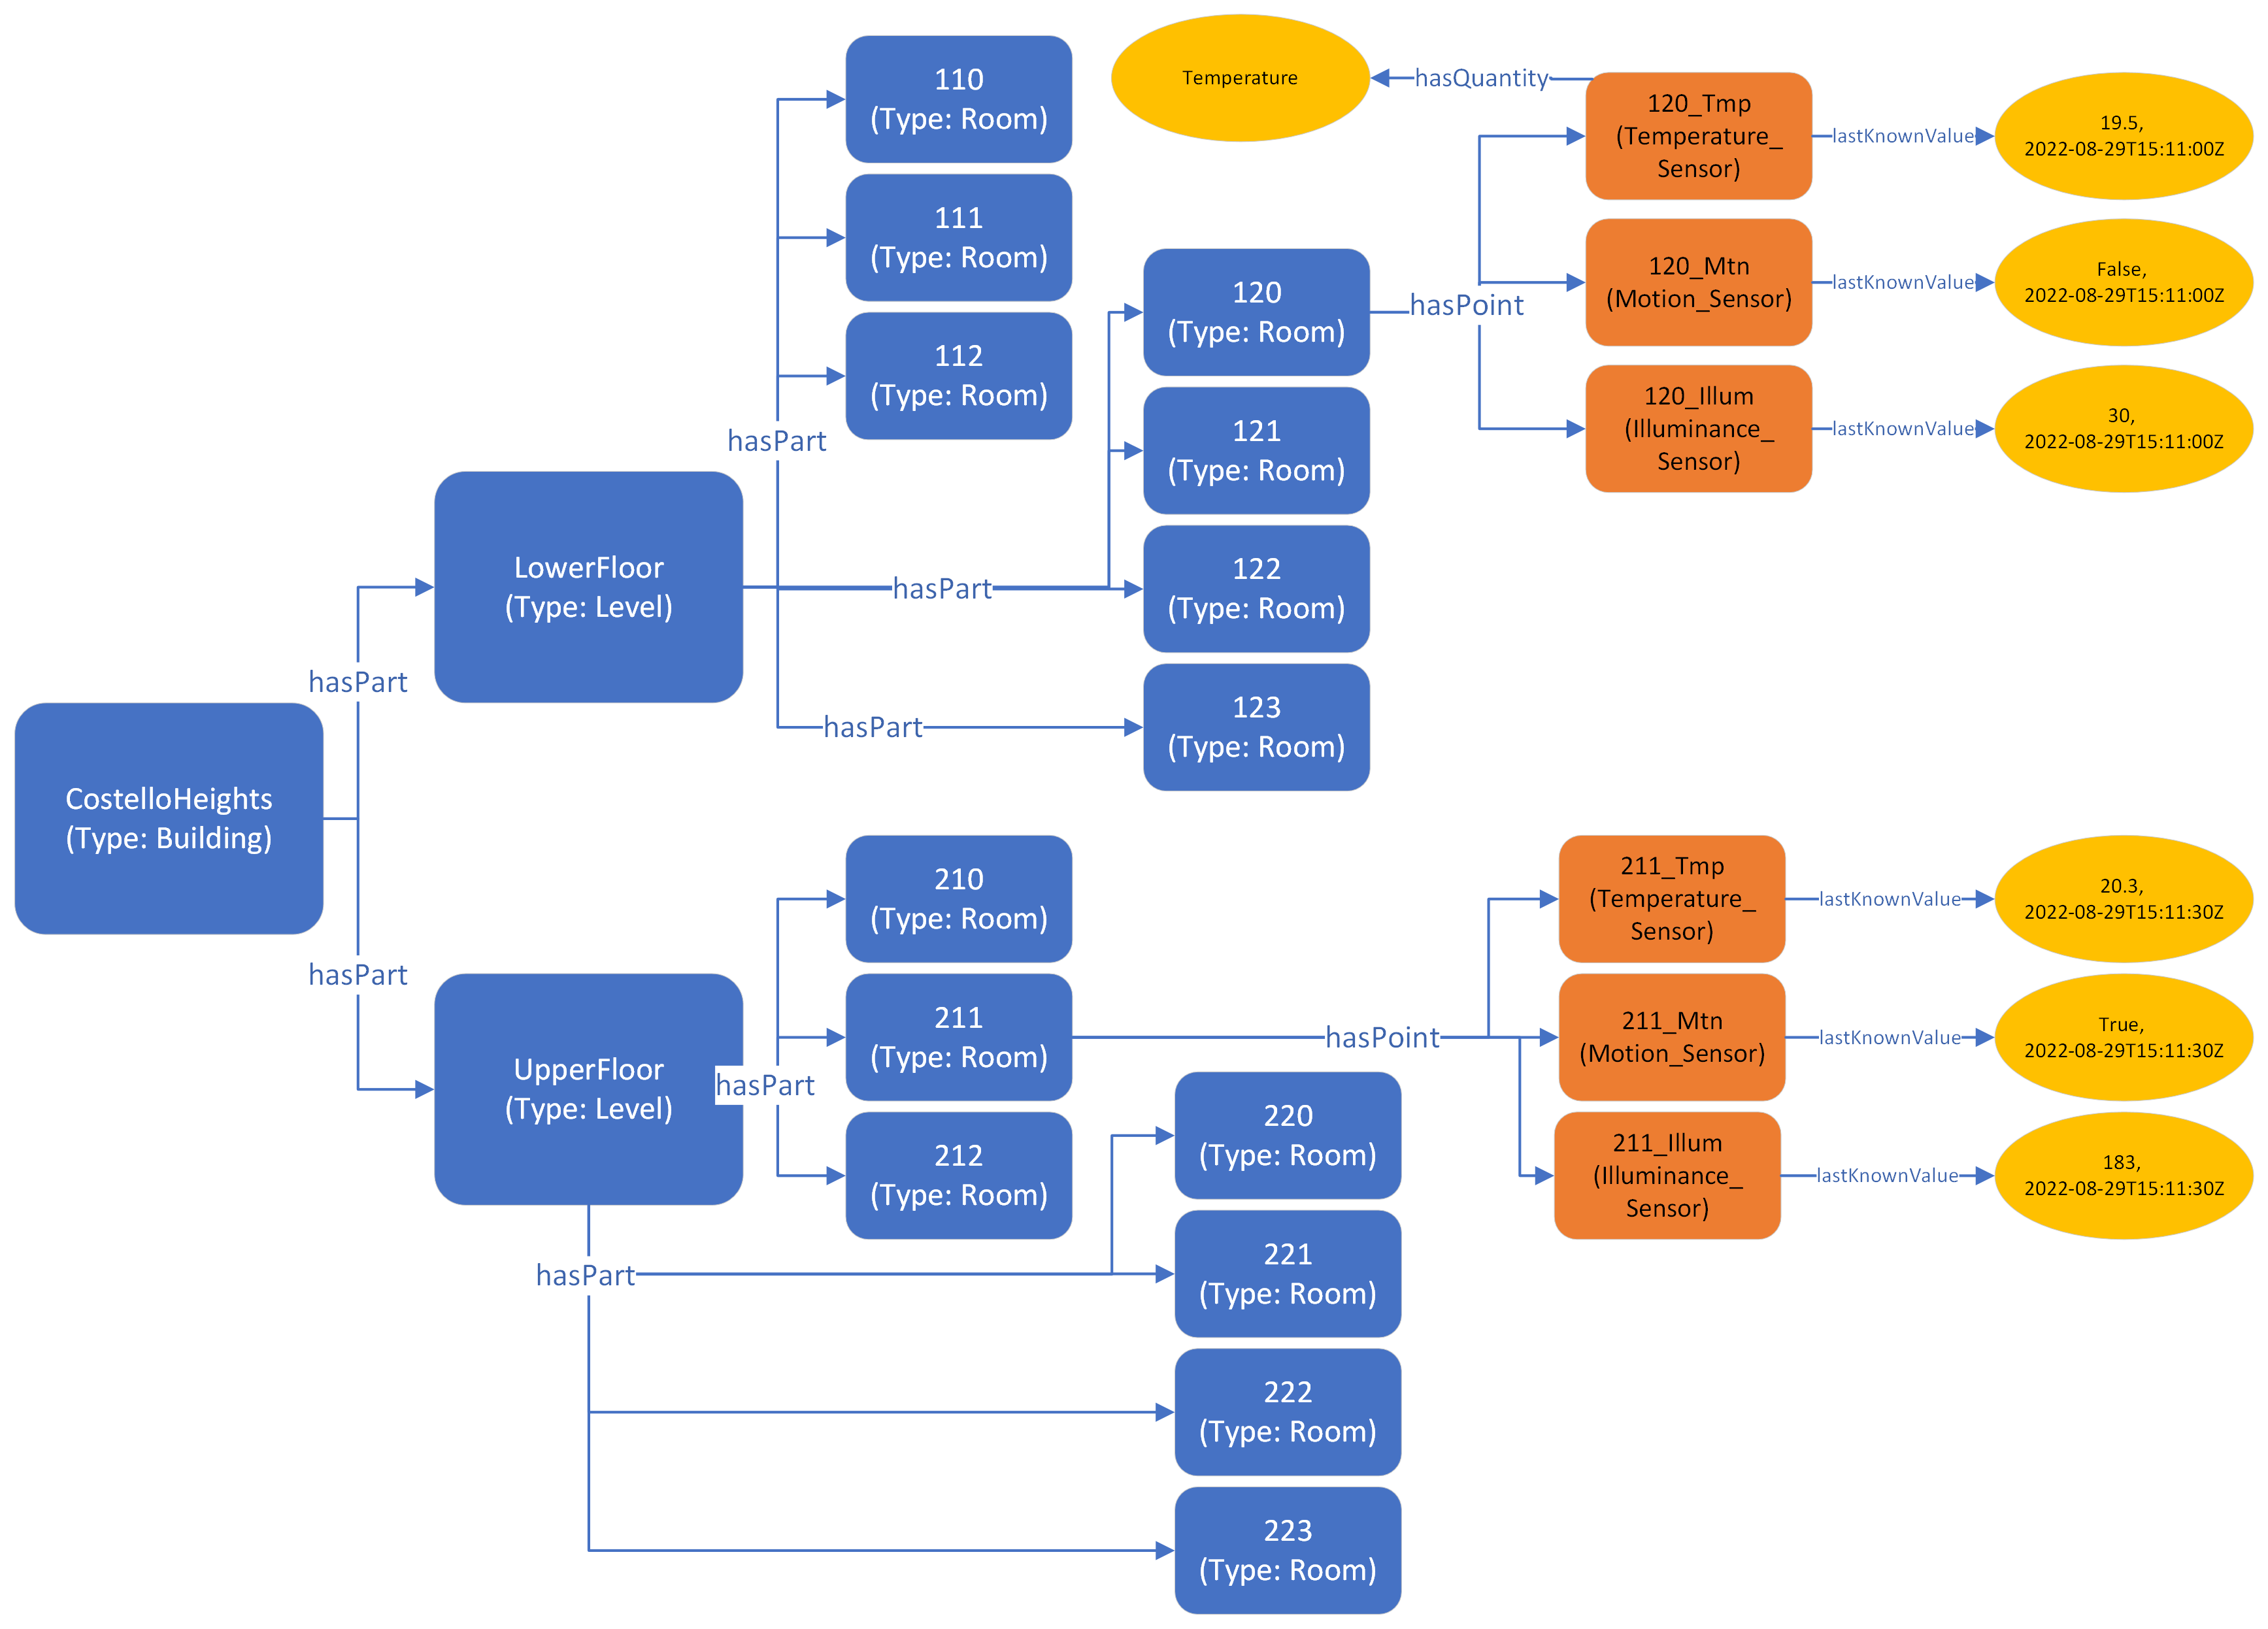 CostelloHeights
(Type: Building)
hasPart
hasPart
LowerFloor
(Type: Level)
hasPart
hasPart
hasPart
110
(Type: Room)
111
(Type: Room)
112
(Type: Room)
120
(Type: Room)
121
(Type: Room)
122
(Type: Room)
123
(Type: Room)
hasPoint
Temperature
hasQuantity
120_Tmp
(Temperature_
Sensor)
lastKnownValue
19.5,
2022-08-29T15:11:00Z
120_Mtn
(Motion_Sensor)
lastKnownValue
False,
2022-08-29T15:11:00Z
120_Illum
(Illuminance_
Sensor)
lastKnownValue
30,
2022-08-29T15:11:00Z
UpperFloor
(Type: Level)
hasPart
hasPart
210
(Type: Room)
211
(Type: Room)
212
(Type: Room)
220
(Type: Room)
221
(Type: Room)
222
(Type: Room)
223
(Type: Room)
hasPoint
211_Tmp
(Temperature_
Sensor)
lastKnownValue
20.3,
2022-08-29T15:11:30Z
211_Mtn
(Motion_Sensor)
lastKnownValue
True,
2022-08-29T15:11:30Z
211_Illum
(Illuminance_
Sensor)
lastKnownValue
183,
2022-08-29T15:11:30Z